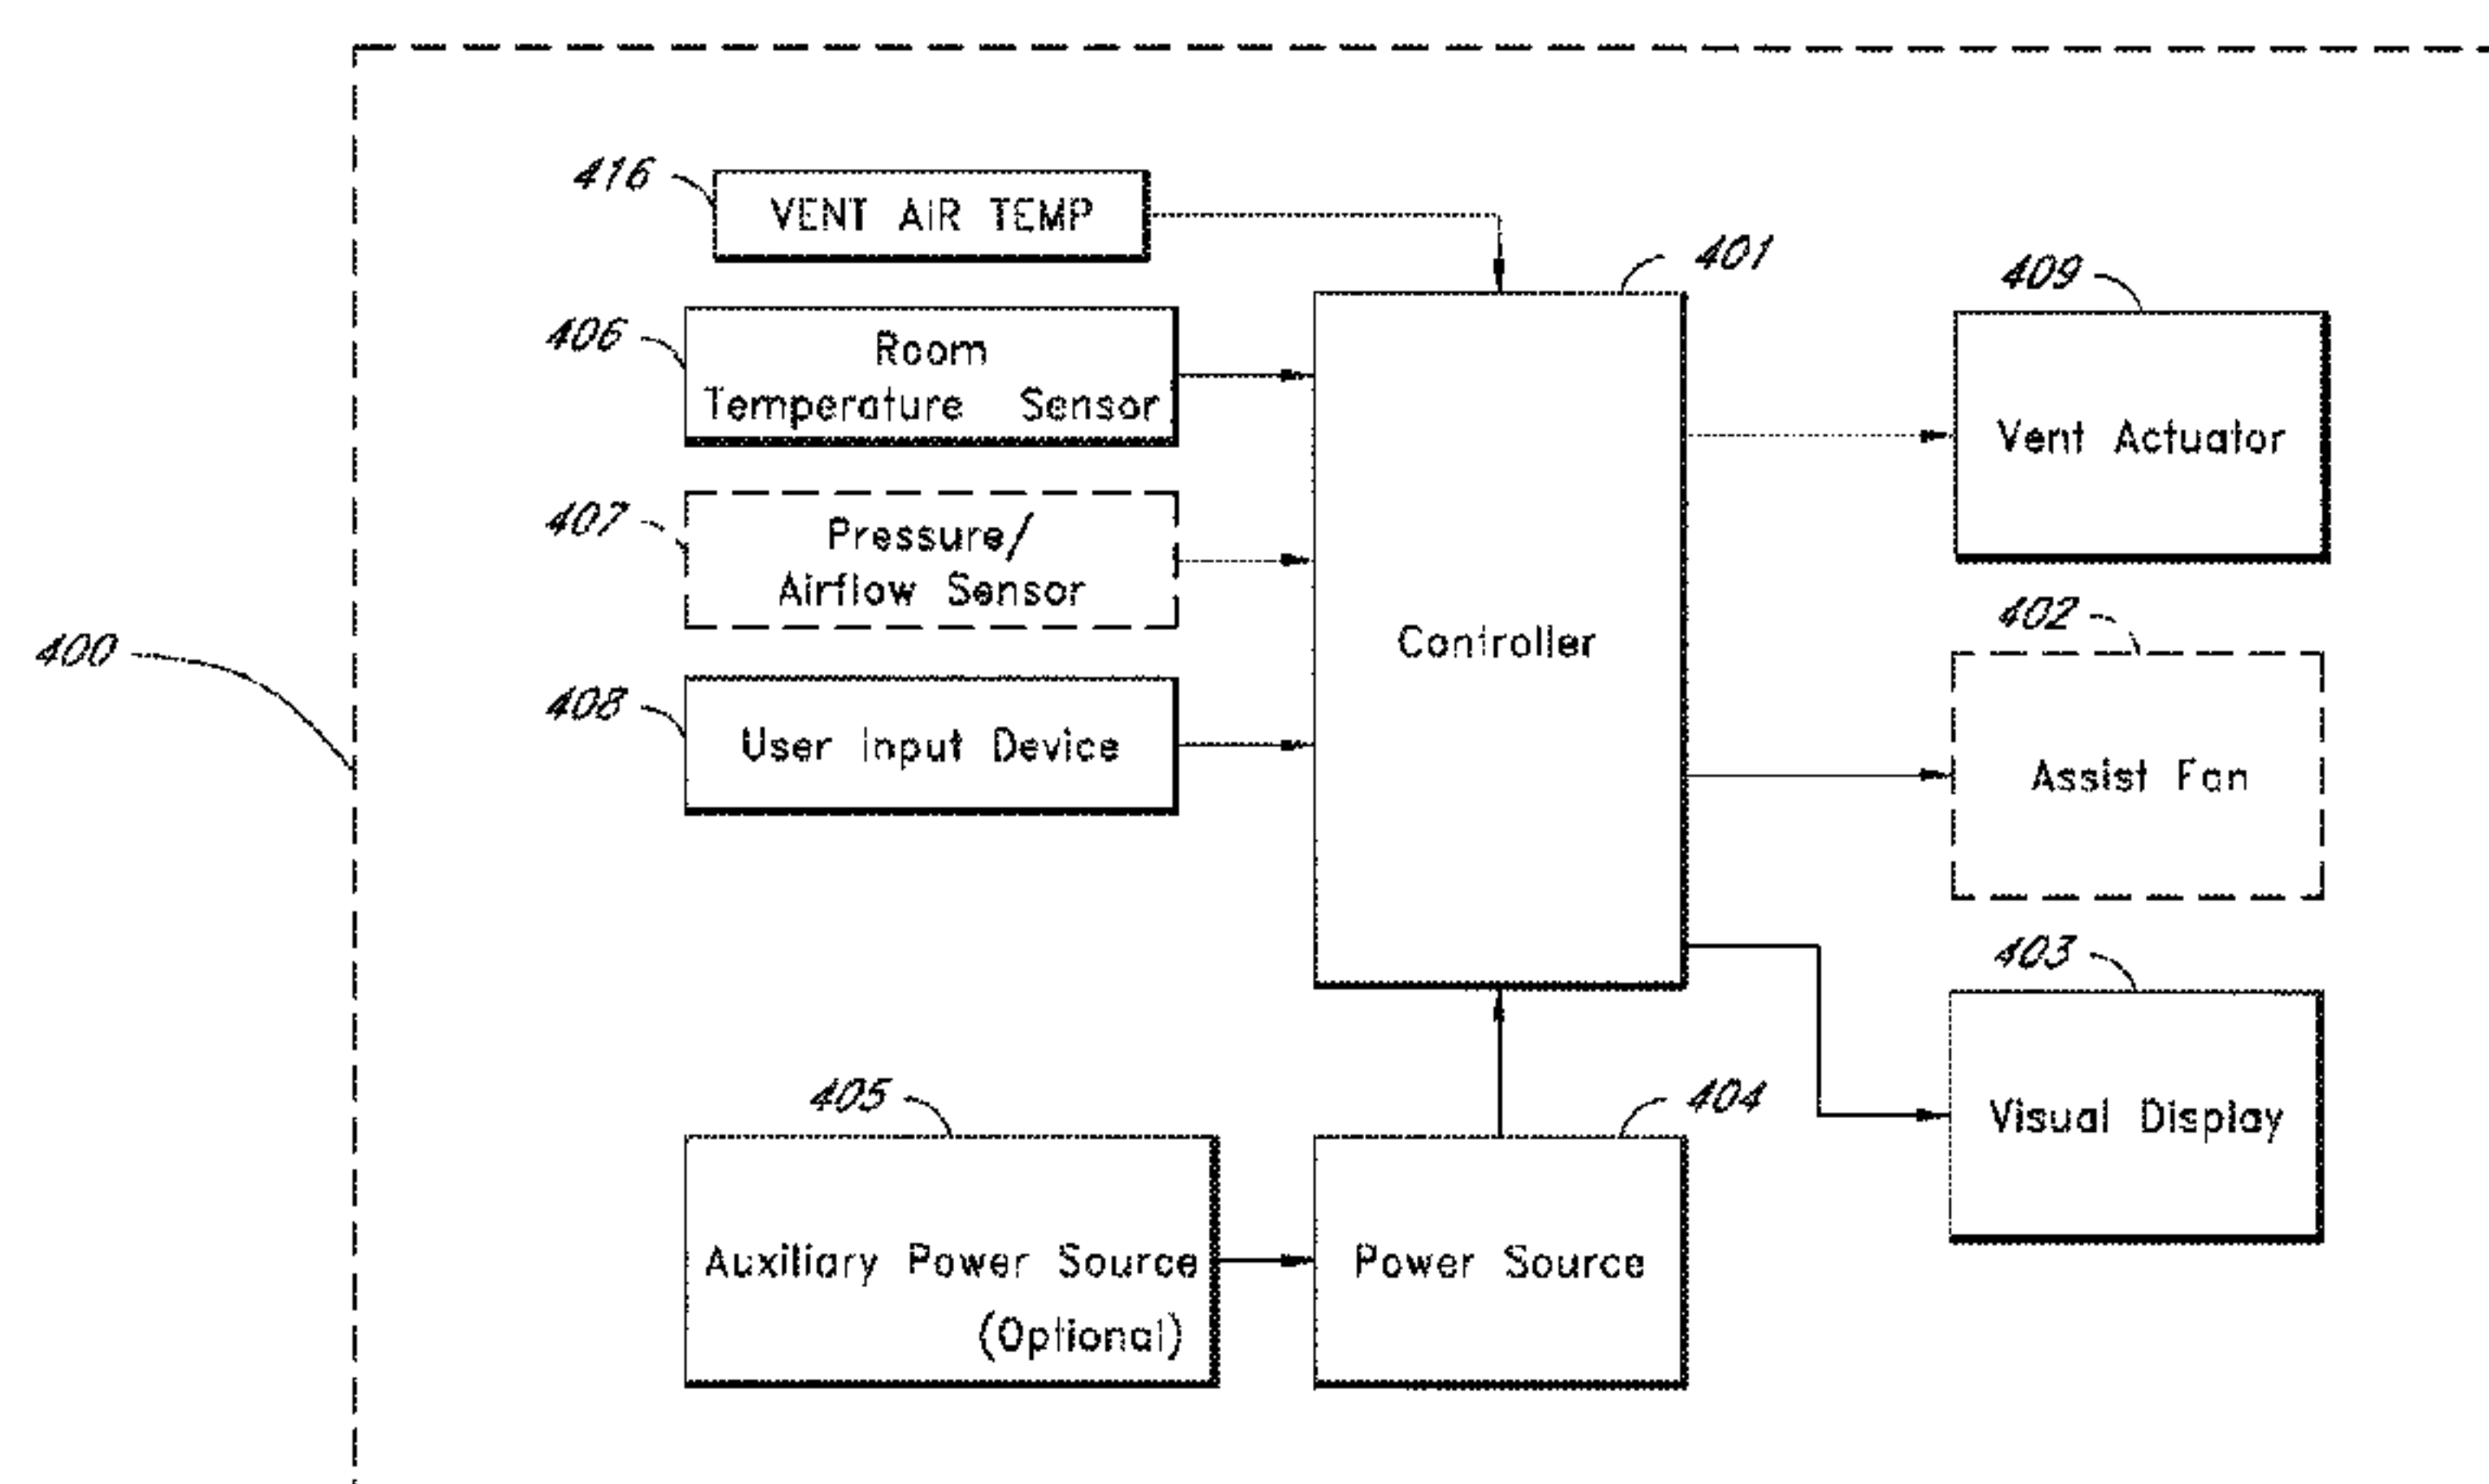 416
VENT AIR TEMP
401
409
406
Room
Temperature Sensor
Vent Actuator
407
Pressure/
Airflow Sensor
402
Controller
400
408
User Input Device
Assist Fan
403
405
404
Visual Display
Auxiliary Power Source
(Optional)
Power Source